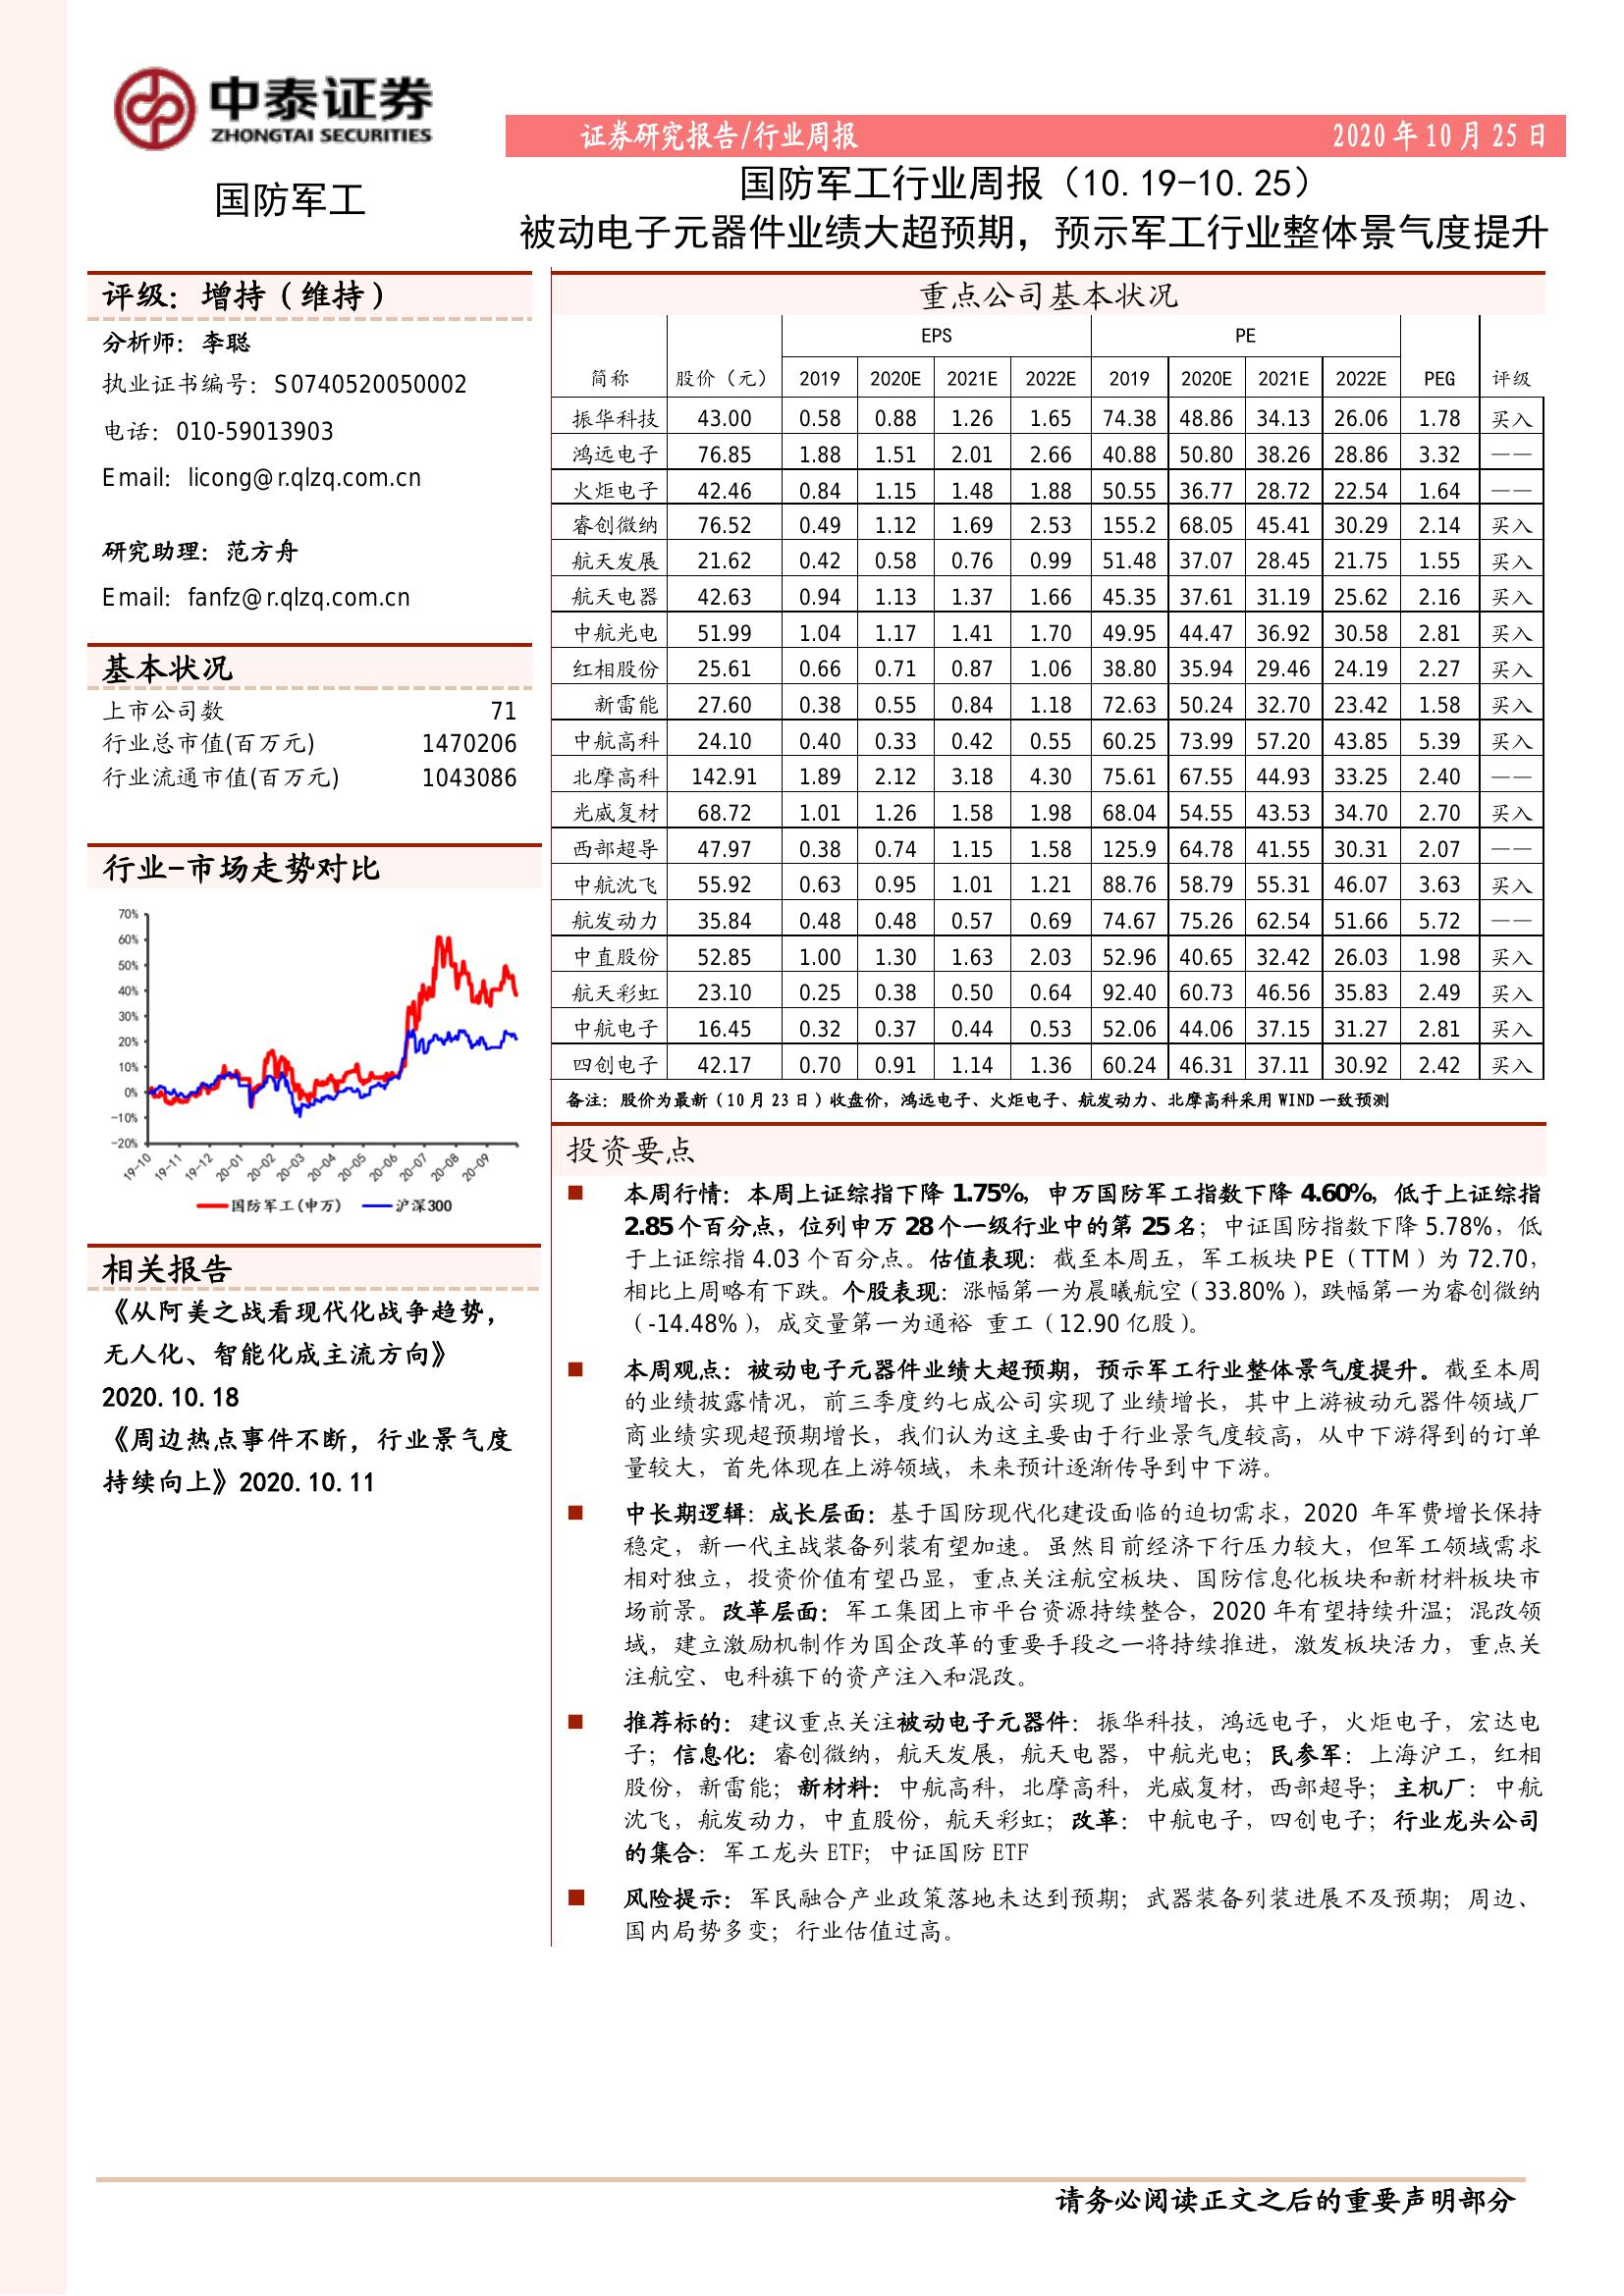 中泰证券
ZHONGTAI SECURITIES
证券研究报告/行业周报 2020 年 10 月 25 日
国防军工
国防军工行业周报（10.19-10.25）
被动电子元器件业绩大超预期，预示军工行业整体景气度提升
评级：增持（维持）
分析师：李聪
执业证书编号：S0740520050002
电话：010-59013903
Email：licong@r.qlzq.com.cn
研究助理：范方舟
Email：fanfz@r.qlzq.com.cn
基本状况
上市公司数 71
行业总市值(百万元) 1470206
行业流通市值(百万元) 1043086
行业-市场走势对比
70%
60%
50%
40%
30%
20%
10%
0%
-10%
-20%
19-10 19-11 19-12 20-01 20-02 20-03 20-04 20-05 20-06 20-07 20-08 20-09
国防军工(申万) 沪深300
相关报告
《从阿美之战看现代化战争趋势，
无人化、智能化成主流方向》
2020.10.18
《周边热点事件不断，行业景气度
持续向上》2020.10.11
重点公司基本状况
EPS PE
简称 股价（元） 2019 2020E 2021E 2022E 2019 2020E 2021E 2022E PEG 评级
振华科技 43.00 0.58 0.88 1.26 1.65 74.38 48.86 34.13 26.06 1.78 买入
鸿远电子 76.85 1.88 1.51 2.01 2.66 40.88 50.80 38.26 28.86 3.32 ——
火炬电子 42.46 0.84 1.15 1.48 1.88 50.55 36.77 28.72 22.54 1.64 ——
睿创微纳 76.52 0.49 1.12 1.69 2.53 155.2 68.05 45.41 30.29 2.14 买入
航天发展 21.62 0.42 0.58 0.76 0.99 51.48 37.07 28.45 21.75 1.55 买入
航天电器 42.63 0.94 1.13 1.37 1.66 45.35 37.61 31.19 25.62 2.16 买入
中航光电 51.99 1.04 1.17 1.41 1.70 49.95 44.47 36.92 30.58 2.81 买入
红相股份 25.61 0.66 0.71 0.87 1.06 38.80 35.94 29.46 24.19 2.27 买入
新雷能 27.60 0.38 0.55 0.84 1.18 72.63 50.24 32.70 23.42 1.58 买入
中航高科 24.10 0.40 0.33 0.42 0.55 60.25 73.99 57.20 43.85 5.39 买入
北摩高科 142.91 1.89 2.12 3.18 4.30 75.61 67.55 44.93 33.25 2.40 ——
光威复材 68.72 1.01 1.26 1.58 1.98 68.04 54.55 43.53 34.70 2.70 买入
西部超导 47.97 0.38 0.74 1.15 1.58 125.9 64.78 41.55 30.31 2.07 ——
中航沈飞 55.92 0.63 0.95 1.01 1.21 88.76 58.79 55.31 46.07 3.63 买入
航发动力 35.84 0.48 0.48 0.57 0.69 74.67 75.26 62.54 51.66 5.72 ——
中直股份 52.85 1.00 1.30 1.63 2.03 52.96 40.65 32.42 26.03 1.98 买入
航天彩虹 23.10 0.25 0.38 0.50 0.64 92.40 60.73 46.56 35.83 2.49 买入
中航电子 16.45 0.32 0.37 0.44 0.53 52.06 44.06 37.15 31.27 2.81 买入
四创电子 42.17 0.70 0.91 1.14 1.36 60.24 46.31 37.11 30.92 2.42 买入
备注：股价为最新（10 月 23 日）收盘价，鸿远电子、火炬电子、航发动力、北摩高科采用 WIND 一致预测
投资要点
■ 本周行情：本周上证综指下降 1.75%，申万国防军工指数下降 4.60%，低于上证综指
2.85 个百分点，位列申万 28 个一级行业中的第 25 名；中证国防指数下降 5.78%，低
于上证综指 4.03 个百分点。估值表现：截至本周五，军工板块 PE（TTM）为 72.70，
相比上周略有下跌。个股表现：涨幅第一为晨曦航空（33.80%），跌幅第一为睿创微纳
（-14.48%），成交量第一为通裕 重工（12.90 亿股）。
■ 本周观点：被动电子元器件业绩大超预期，预示军工行业整体景气度提升。截至本周
的业绩披露情况，前三季度约七成公司实现了业绩增长，其中上游被动元器件领域厂
商业绩实现超预期增长，我们认为这主要由于行业景气度较高，从中下游得到的订单
量较大，首先体现在上游领域，未来预计逐渐传导到中下游。
■ 中长期逻辑：成长层面：基于国防现代化建设面临的迫切需求，2020 年军费增长保持
稳定，新一代主战装备列装有望加速。虽然目前经济下行压力较大，但军工领域需求
相对独立，投资价值有望凸显，重点关注航空板块、国防信息化板块和新材料板块市
场前景。改革层面：军工集团上市平台资源持续整合，2020 年有望持续升温；混改领
域，建立激励机制作为国企改革的重要手段之一将持续推进，激发板块活力，重点关
注航空、电科旗下的资产注入和混改。
■ 推荐标的：建议重点关注被动电子元器件：振华科技，鸿远电子，火炬电子，宏达电
子；信息化：睿创微纳，航天发展，航天电器，中航光电；民参军：上海沪工，红相
股份，新雷能；新材料：中航高科，北摩高科，光威复材，西部超导；主机厂：中航
沈飞，航发动力，中直股份，航天彩虹；改革：中航电子，四创电子；行业龙头公司
的集合：军工龙头 ETF；中证国防 ETF
■ 风险提示：军民融合产业政策落地未达到预期；武器装备列装进展不及预期；周边、
国内局势多变；行业估值过高。
请务必阅读正文之后的重要声明部分